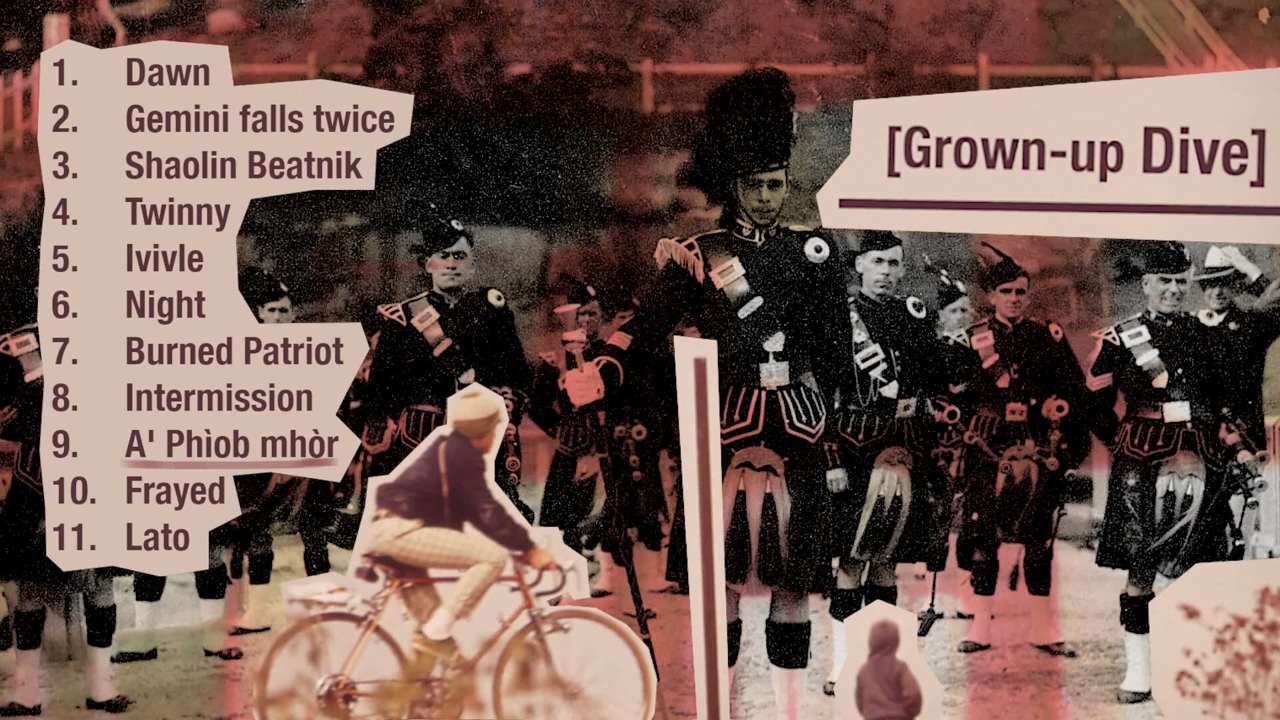 1. Dawn
2. Gemini falls twice
3. Shaolin Beatnik
4. Twinny
5. Ivivle
6. Night
7. Burned Patriot
8. Intermission
9. A' Phìob mhòr
10. Frayed
11. Lato
[Grown-up Dive]